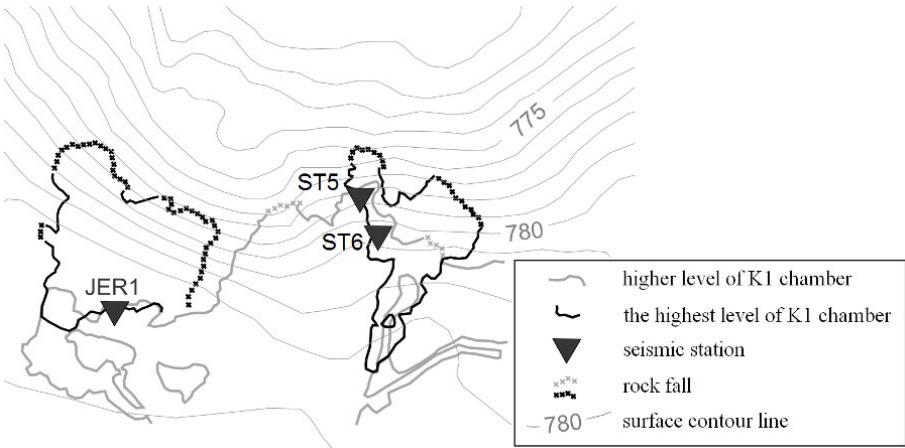 775
ST5
780
ST6
JER1
higher level of K1 chamber
the highest level of K1 chamber
seismic station
rock fall
780
surface contour line